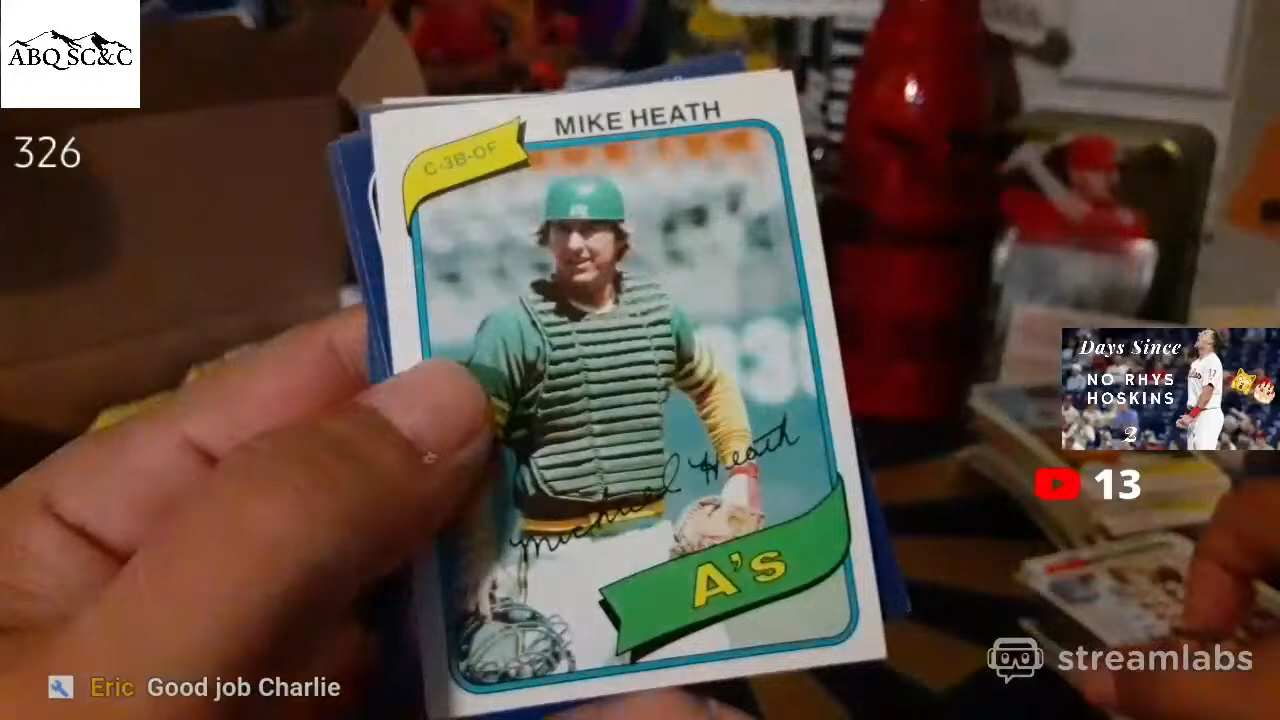 ABQ SC&C
326
MIKE HEATH
C-3B-OF
Michael Heath
A's
Days Since
NO RHYS
HOSKINS
2
13
Eric Good job Charlie
streamlabs